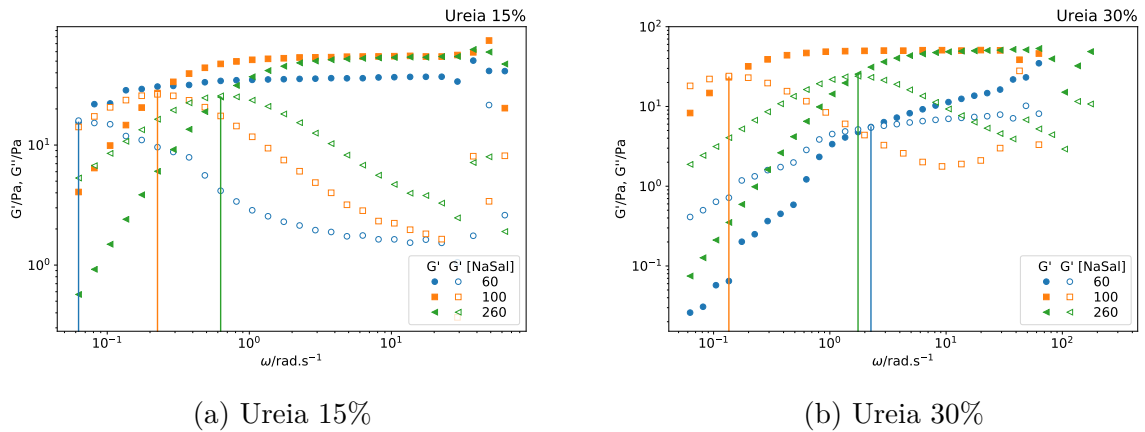 Ureia 15%
G'/Pa, G''/Pa
10¹
10⁰
10⁻¹
10⁰
10¹
ω/rad.s⁻¹
G' G' [NaSal]
60
100
260
(a) Ureia 15%
Ureia 30%
G'/Pa, G''/Pa
10²
10¹
10⁰
10⁻¹
10⁻¹
10⁰
10¹
10²
ω/rad.s⁻¹
G' G' [NaSal]
60
100
260
(b) Ureia 30%